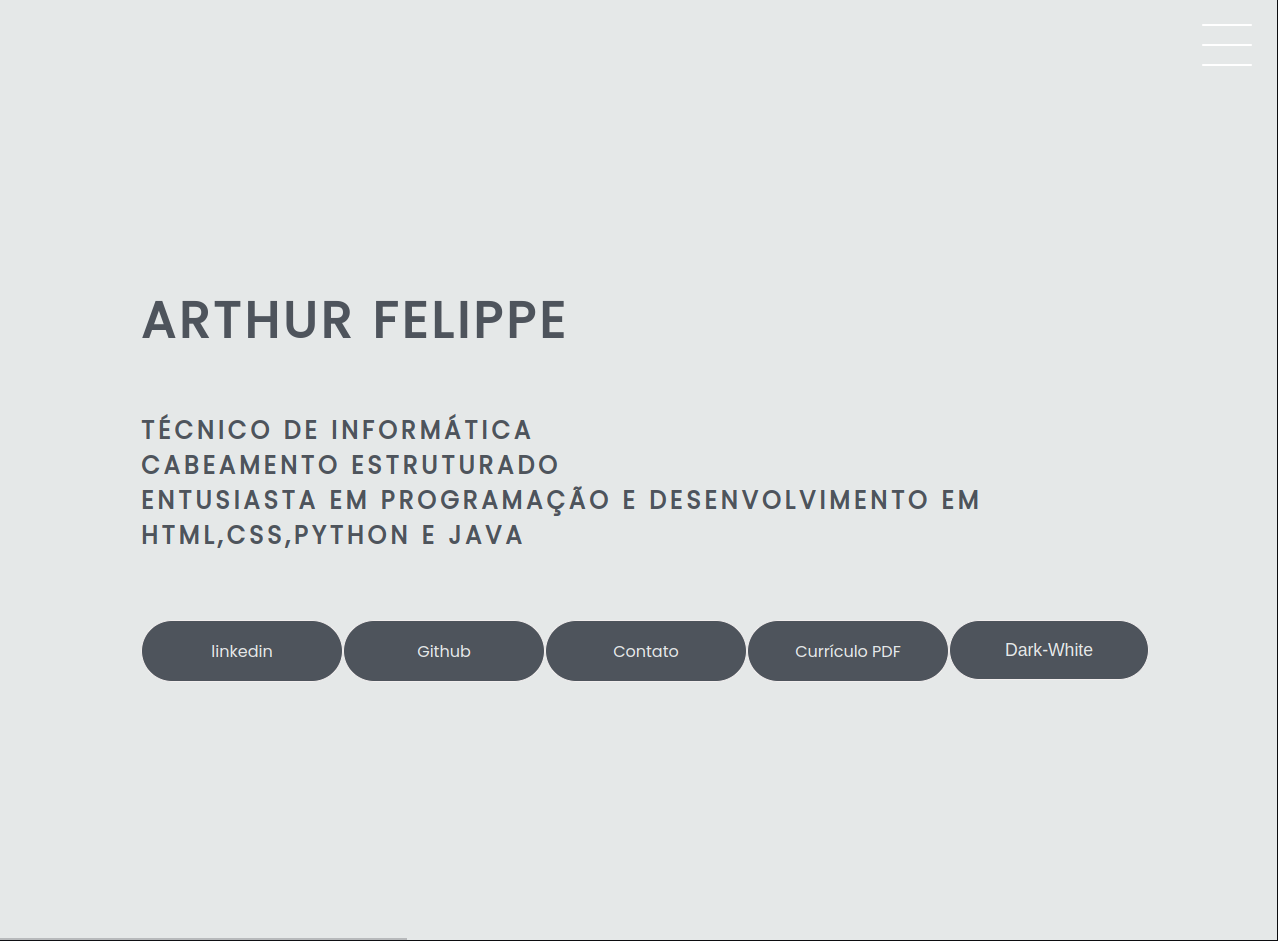 ARTHUR FELIPPE
TÉCNICO DE INFORMÁTICA
CABEAMENTO ESTRUTURADO
ENTUSIASTA EM PROGRAMAÇÃO E DESENVOLVIMENTO EM
HTML,CSS,PYTHON E JAVA
linkedin Github Contato Currículo PDF Dark-White